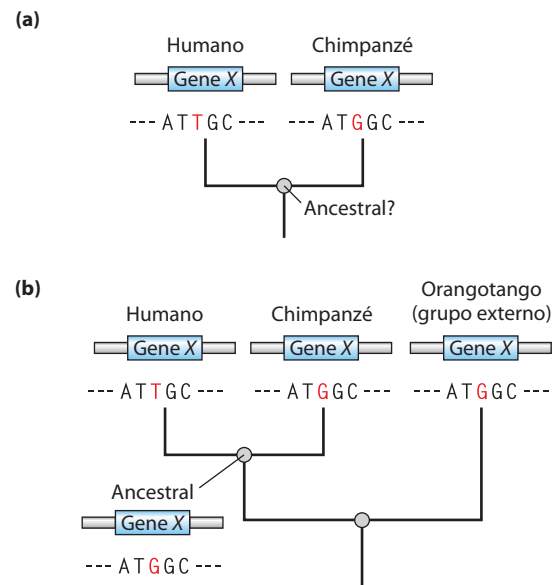 (a)
Humano Chimpanzé
Gene X Gene X
--- ATTGC --- --- ATGGC ---
Ancestral?
(b)
Orangotango
Humano Chimpanzé (grupo externo)
Gene X Gene X Gene X
--- ATTGC --- --- ATGGC --- --- ATGGC ---
Ancestral
Gene X
--- ATGGC ---